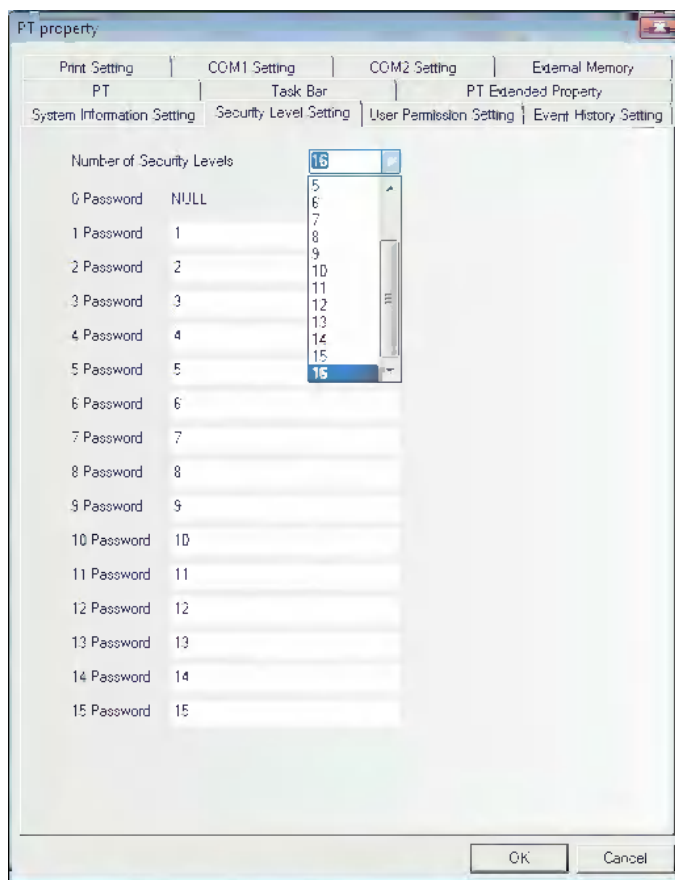 PT property
Print Setting COM1 Setting COM2 Setting External Memory
PT Task Bar PT Extended Property
System Information Setting Security Level Setting User Permission Setting Event History Setting
Number of Security Levels 16
0 Password NULL
5
6
7
8
9
10
11
12
13
14
15
16
1 Password 1
2 Password 2
3 Password 3
4 Password 4
5 Password 5
6 Password 6
7 Password 7
8 Password 8
9 Password 9
10 Password 10
11 Password 11
12 Password 12
13 Password 13
14 Password 14
15 Password 15
OK Cancel